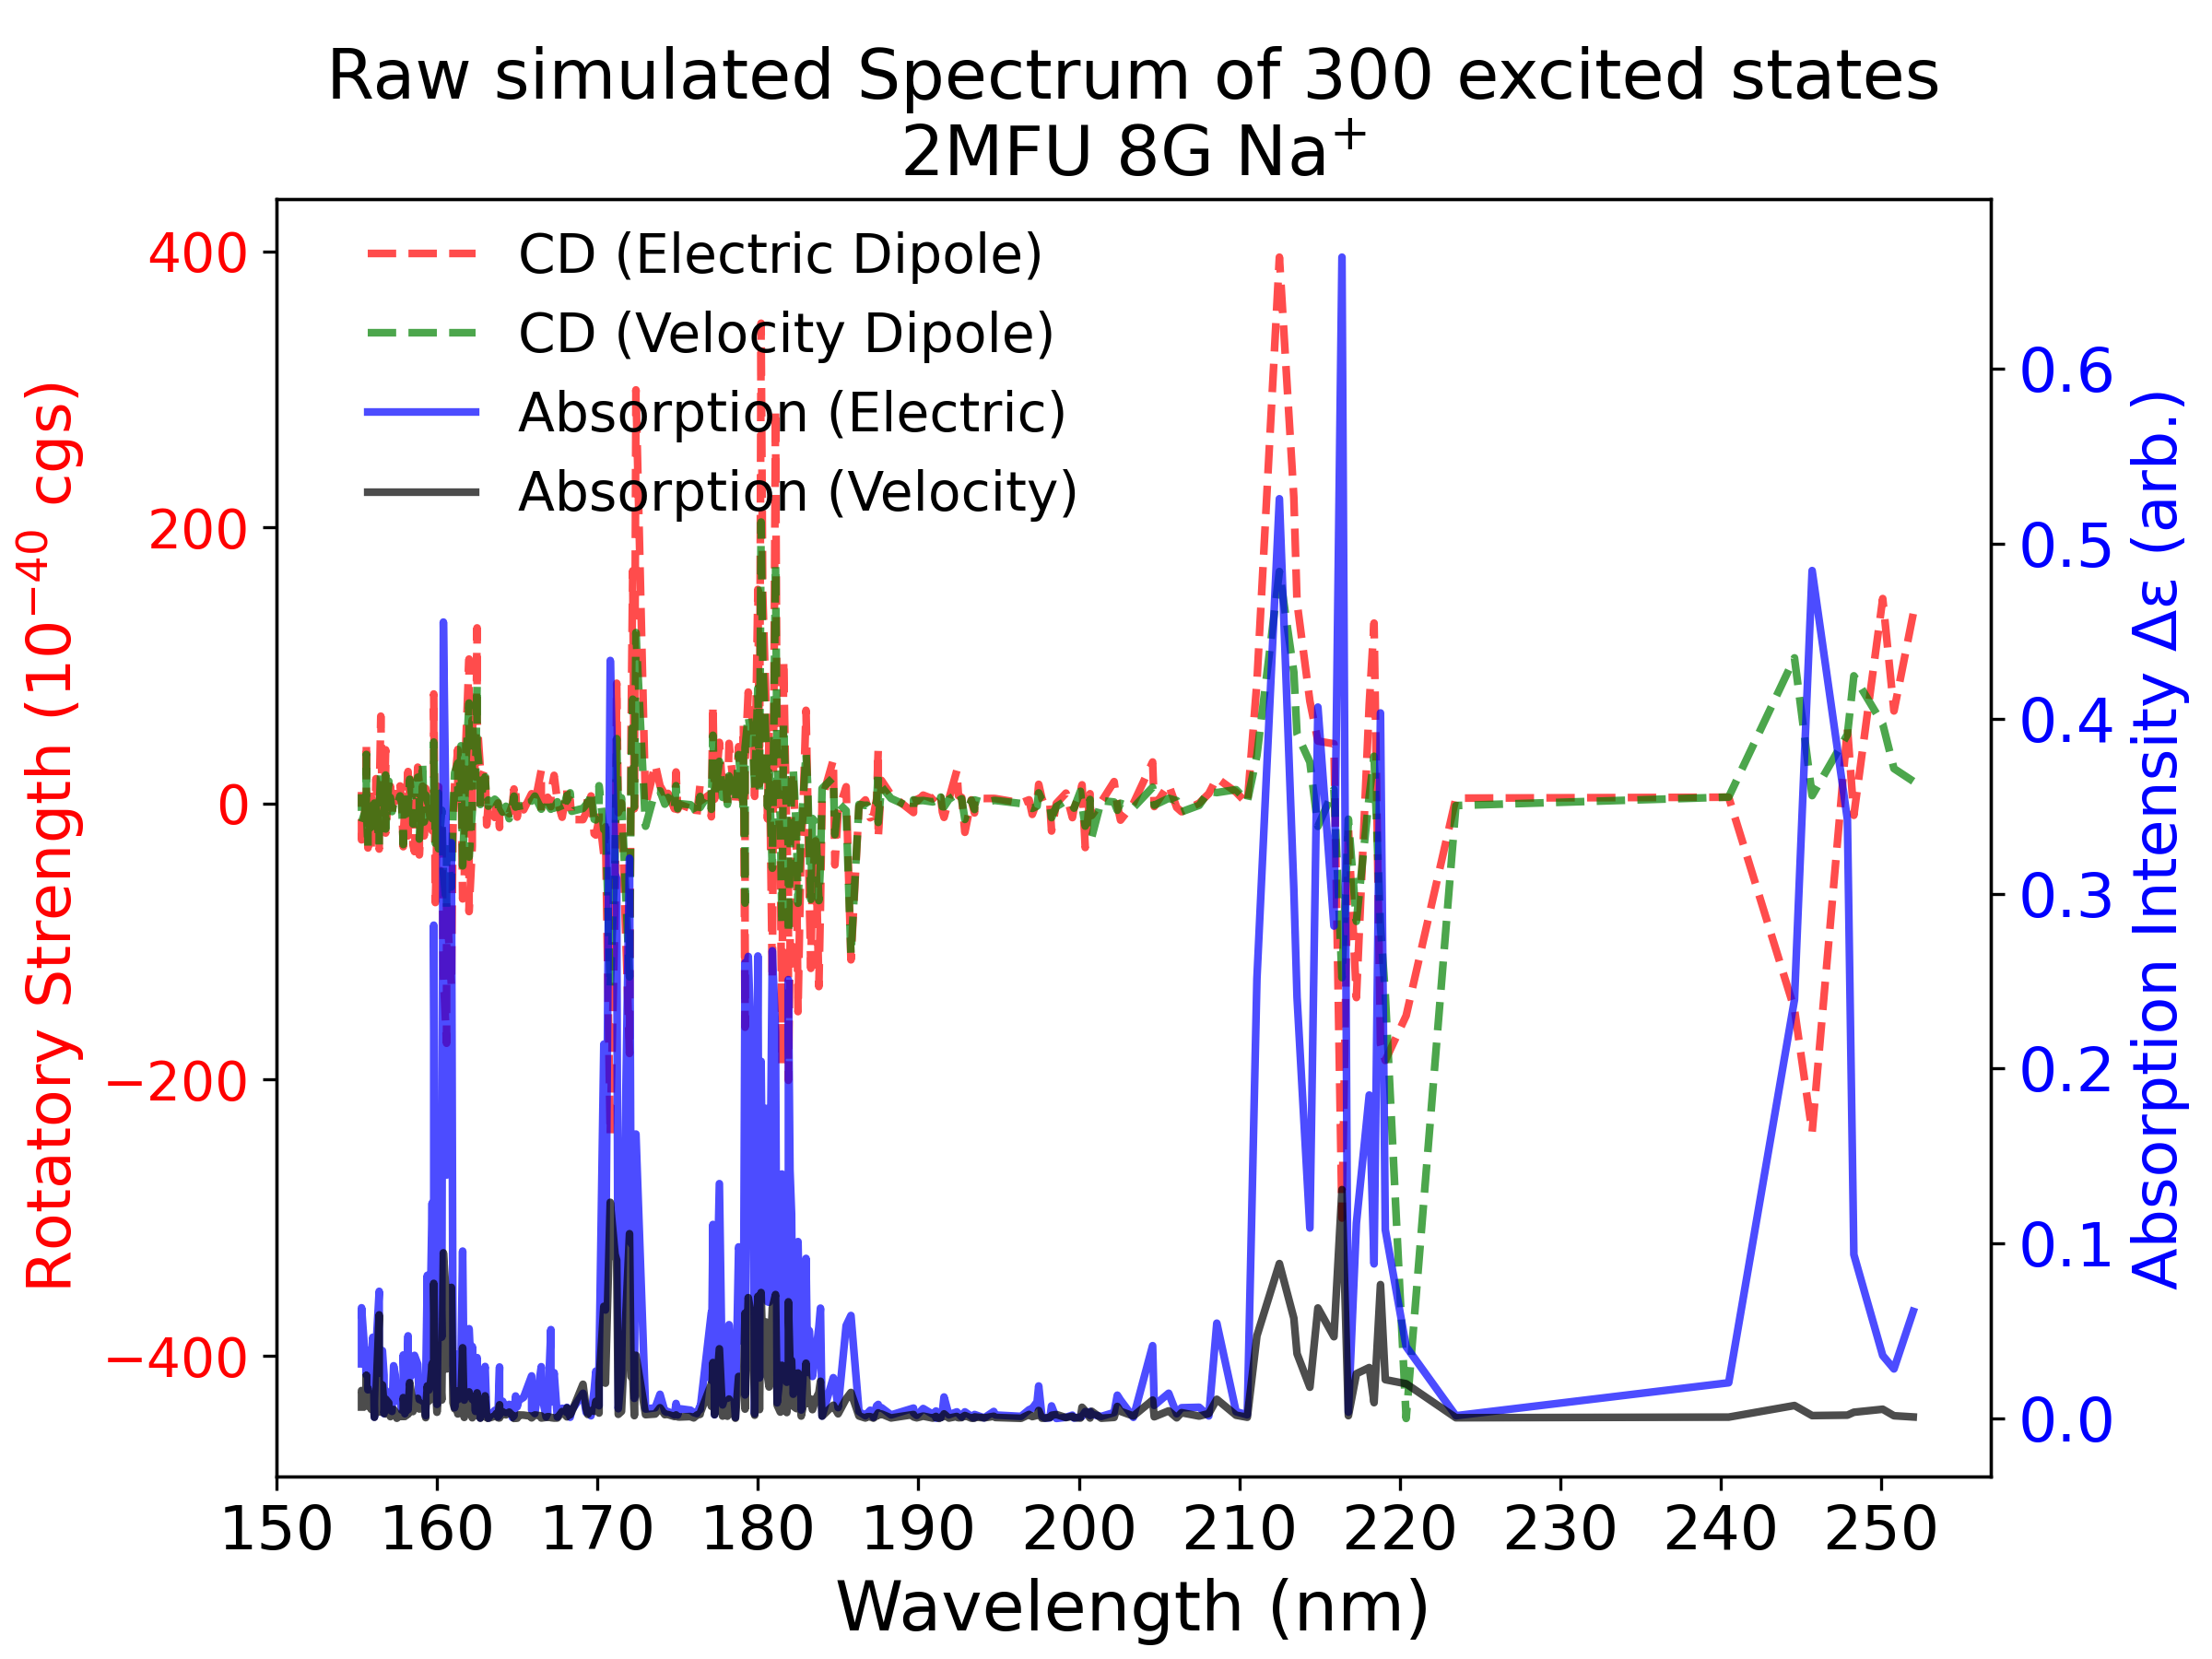 Raw simulated Spectrum of 300 excited states
2MFU 8G Na⁺
CD (Electric Dipole)
CD (Velocity Dipole)
Absorption (Electric)
Absorption (Velocity)
Rotatory Strength (10⁻⁴⁰ cgs)
400
200
0
−200
−400
Absorption Intensity Δε (arb.)
0.6
0.5
0.4
0.3
0.2
0.1
0.0
150 160 170 180 190 200 210 220 230 240 250
Wavelength (nm)